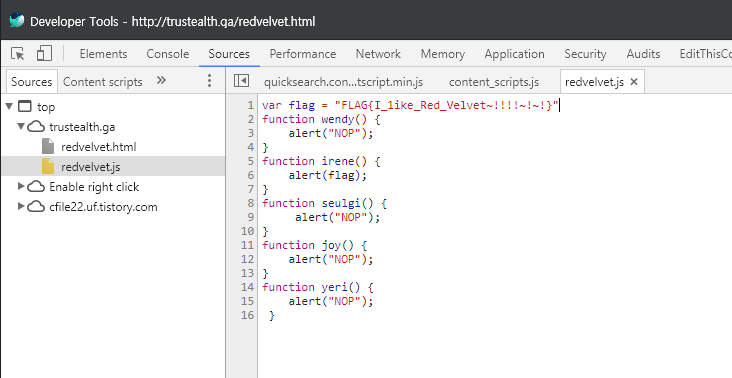 Developer Tools - http://trustealth.ga/redvelvet.html
Elements Console Sources Performance Network Memory Application Security Audits EditThisCo
Sources Content scripts » quicksearch.con...tscript.min.js content_scripts.js redvelvet.js ×
top
trustealth.ga
redvelvet.html
redvelvet.js
Enable right click
cfile22.uf.tistory.com
1 var flag = "FLAG{I_1ike_Red_Velvet~!!!!~!~!}"
2 function wendy() {
3 alert("NOP");
4 }
5 function irene() {
6 alert(flag);
7 }
8 function seulgi() {
9 alert("NOP");
10 }
11 function joy() {
12 alert("NOP");
13 }
14 function yeri() {
15 alert("NOP");
16 }